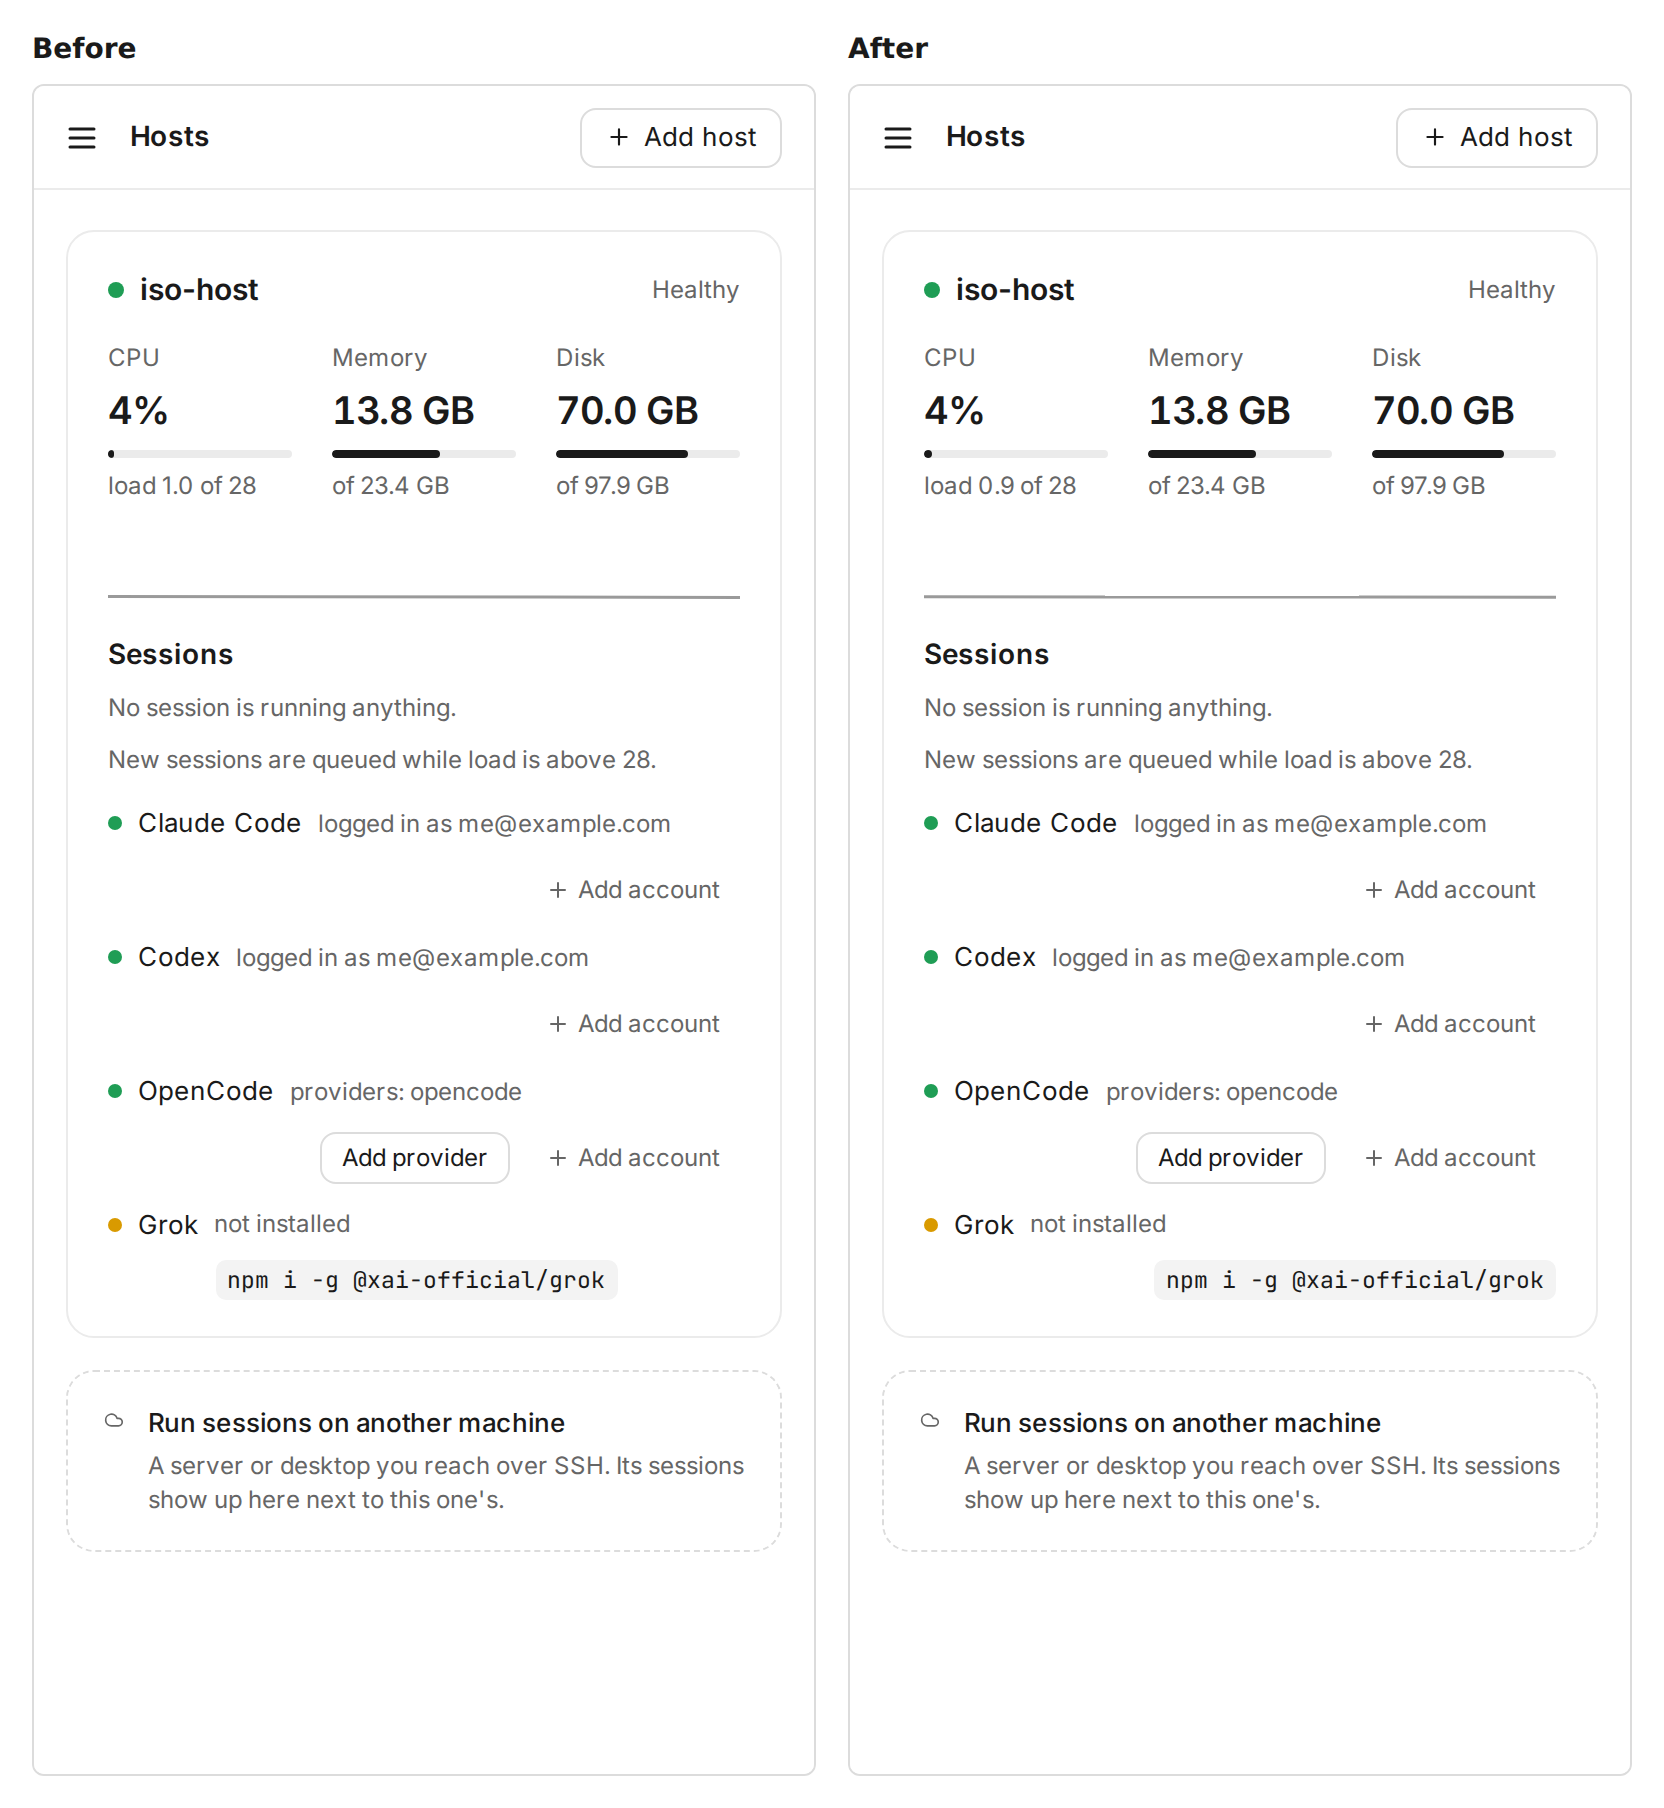 Before
Hosts
+ Add host
iso-host
Healthy
CPU
Memory
Disk
4%
13.8 GB
70.0 GB
load 1.0 of 28
of 23.4 GB
of 97.9 GB
Sessions
No session is running anything.
New sessions are queued while load is above 28.
Claude Code logged in as me@example.com
+ Add account
Codex logged in as me@example.com
+ Add account
OpenCode providers: opencode
Add provider
+ Add account
Grok not installed
npm i -g @xai-official/grok
Run sessions on another machine
A server or desktop you reach over SSH. Its sessions
show up here next to this one's.
After
Hosts
+ Add host
iso-host
Healthy
CPU
Memory
Disk
4%
13.8 GB
70.0 GB
load 0.9 of 28
of 23.4 GB
of 97.9 GB
Sessions
No session is running anything.
New sessions are queued while load is above 28.
Claude Code logged in as me@example.com
+ Add account
Codex logged in as me@example.com
+ Add account
OpenCode providers: opencode
Add provider
+ Add account
Grok not installed
npm i -g @xai-official/grok
Run sessions on another machine
A server or desktop you reach over SSH. Its sessions
show up here next to this one's.